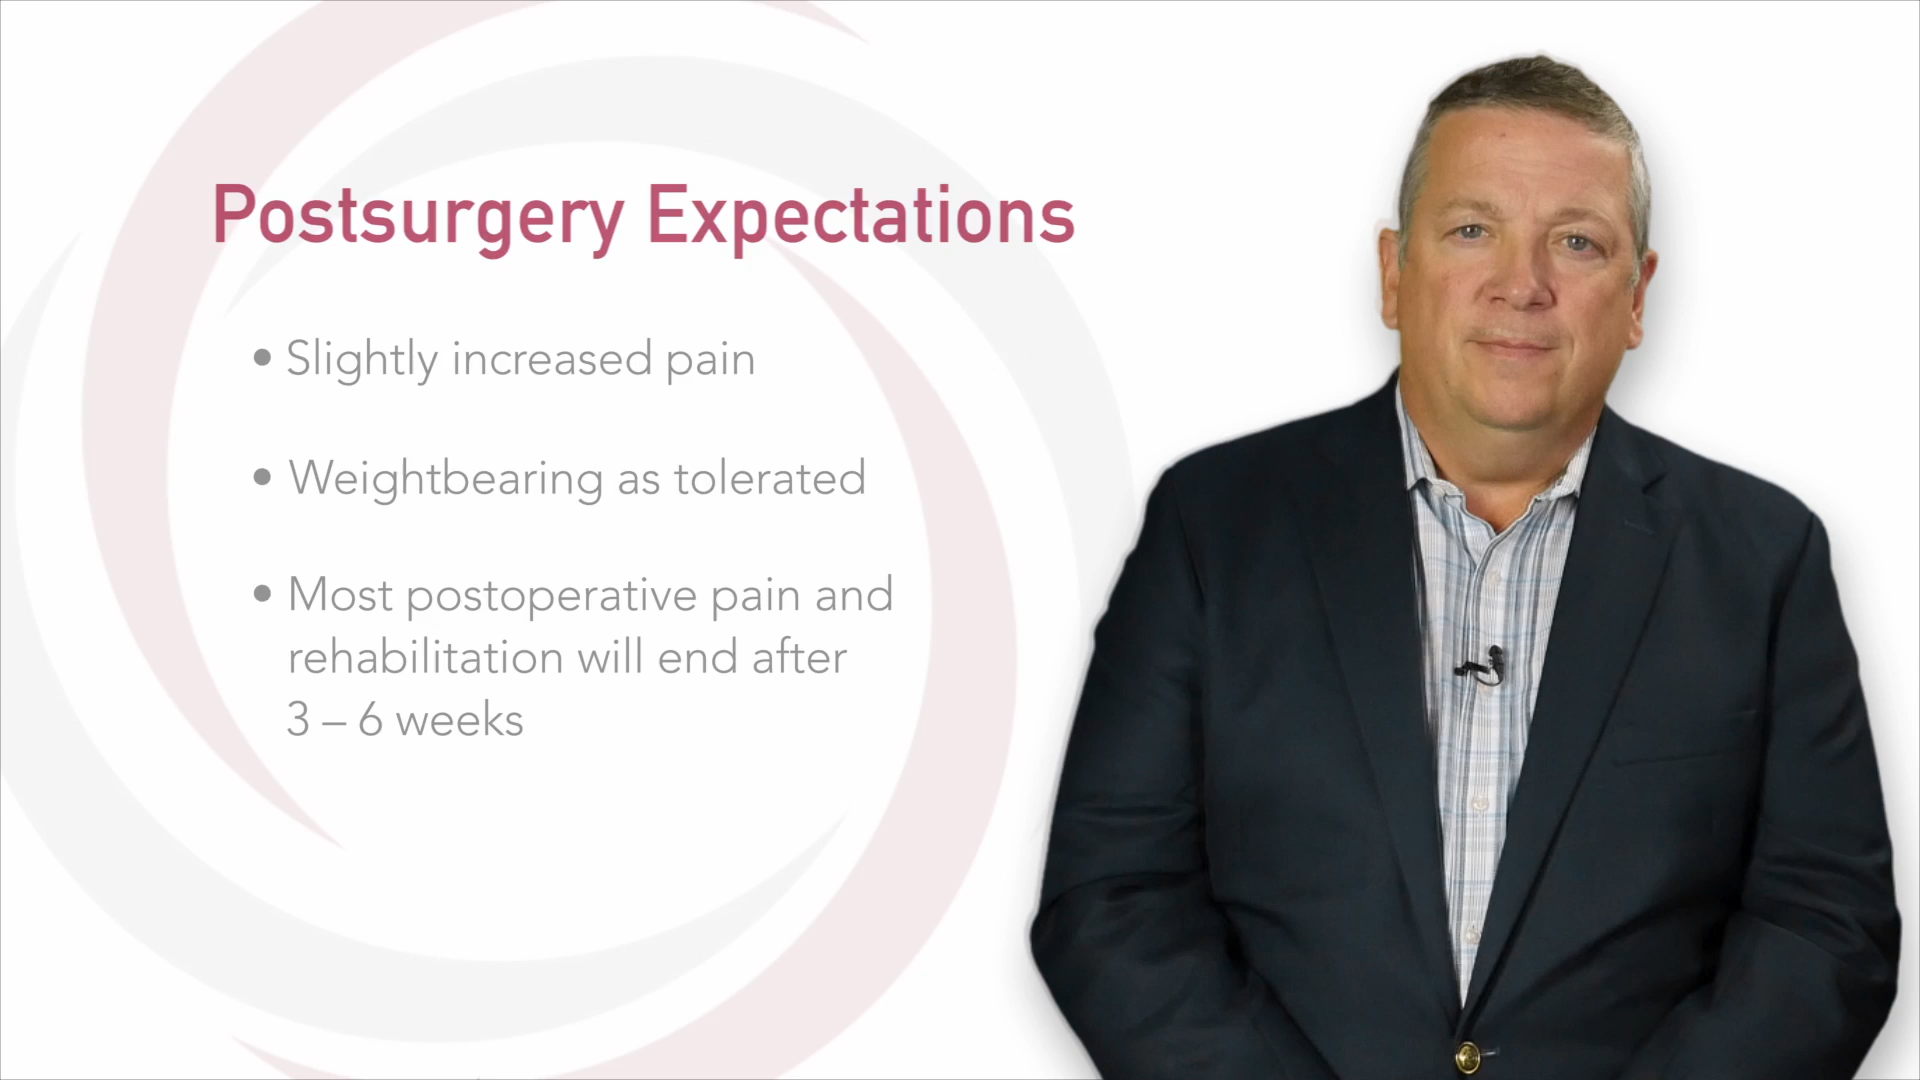 Postsurgery Expectations
• Slightly increased pain
• Weightbearing as tolerated
• Most postoperative pain and
rehabilitation will end after
3 – 6 weeks